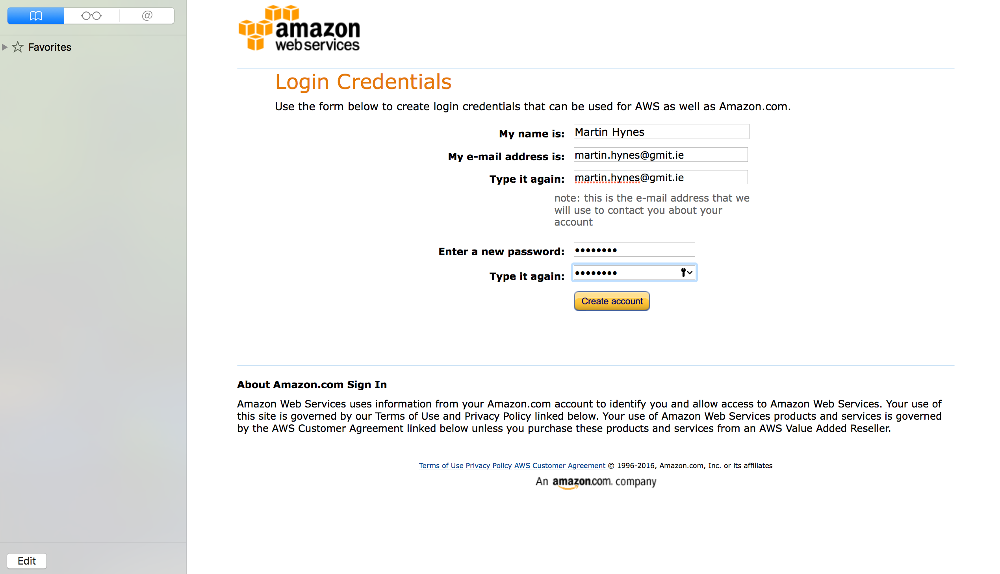 @
Favorites
amazon
web services
Login Credentials
Use the form below to create login credentials that can be used for AWS as well as Amazon.com.
My name is: Martin Hynes
My e-mail address is: martin.hynes@gmit.ie
Type it again: martin.hynes@gmit.ie
note: this is the e-mail address that we
will use to contact you about your
account
Enter a new password: ••••••••
Type it again: ••••••••
Create account
About Amazon.com Sign In
Amazon Web Services uses information from your Amazon.com account to identify you and allow access to Amazon Web Services. Your use of
this site is governed by our Terms of Use and Privacy Policy linked below. Your use of Amazon Web Services products and services is governed
by the AWS Customer Agreement linked below unless you purchase these products and services from an AWS Value Added Reseller.
Terms of Use Privacy Policy AWS Customer Agreement © 1996-2016, Amazon.com, Inc. or its affiliates
An amazon.com. company
Edit